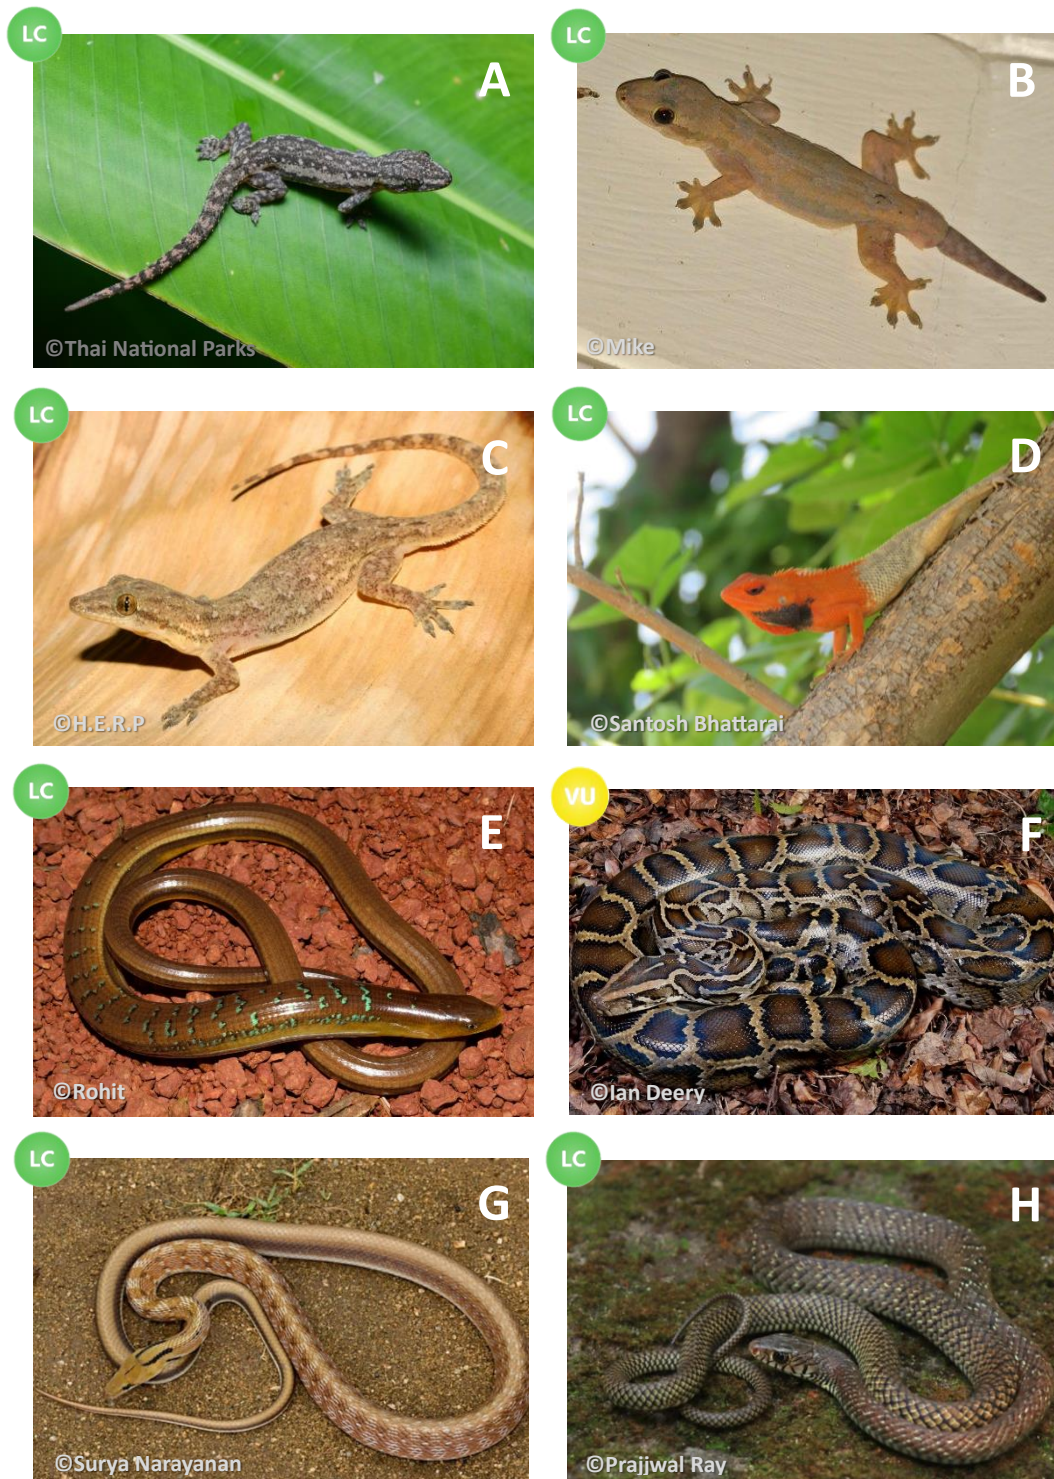 LC
A
©Thai National Parks
LC
B
©Mike
LC
C
©H.E.R.P
LC
D
©Santosh Bhattarai
LC
E
©Rohit
VU
F
©Ian Deery
LC
G
©Surya Narayanan
LC
H
©Prajjwal Ray